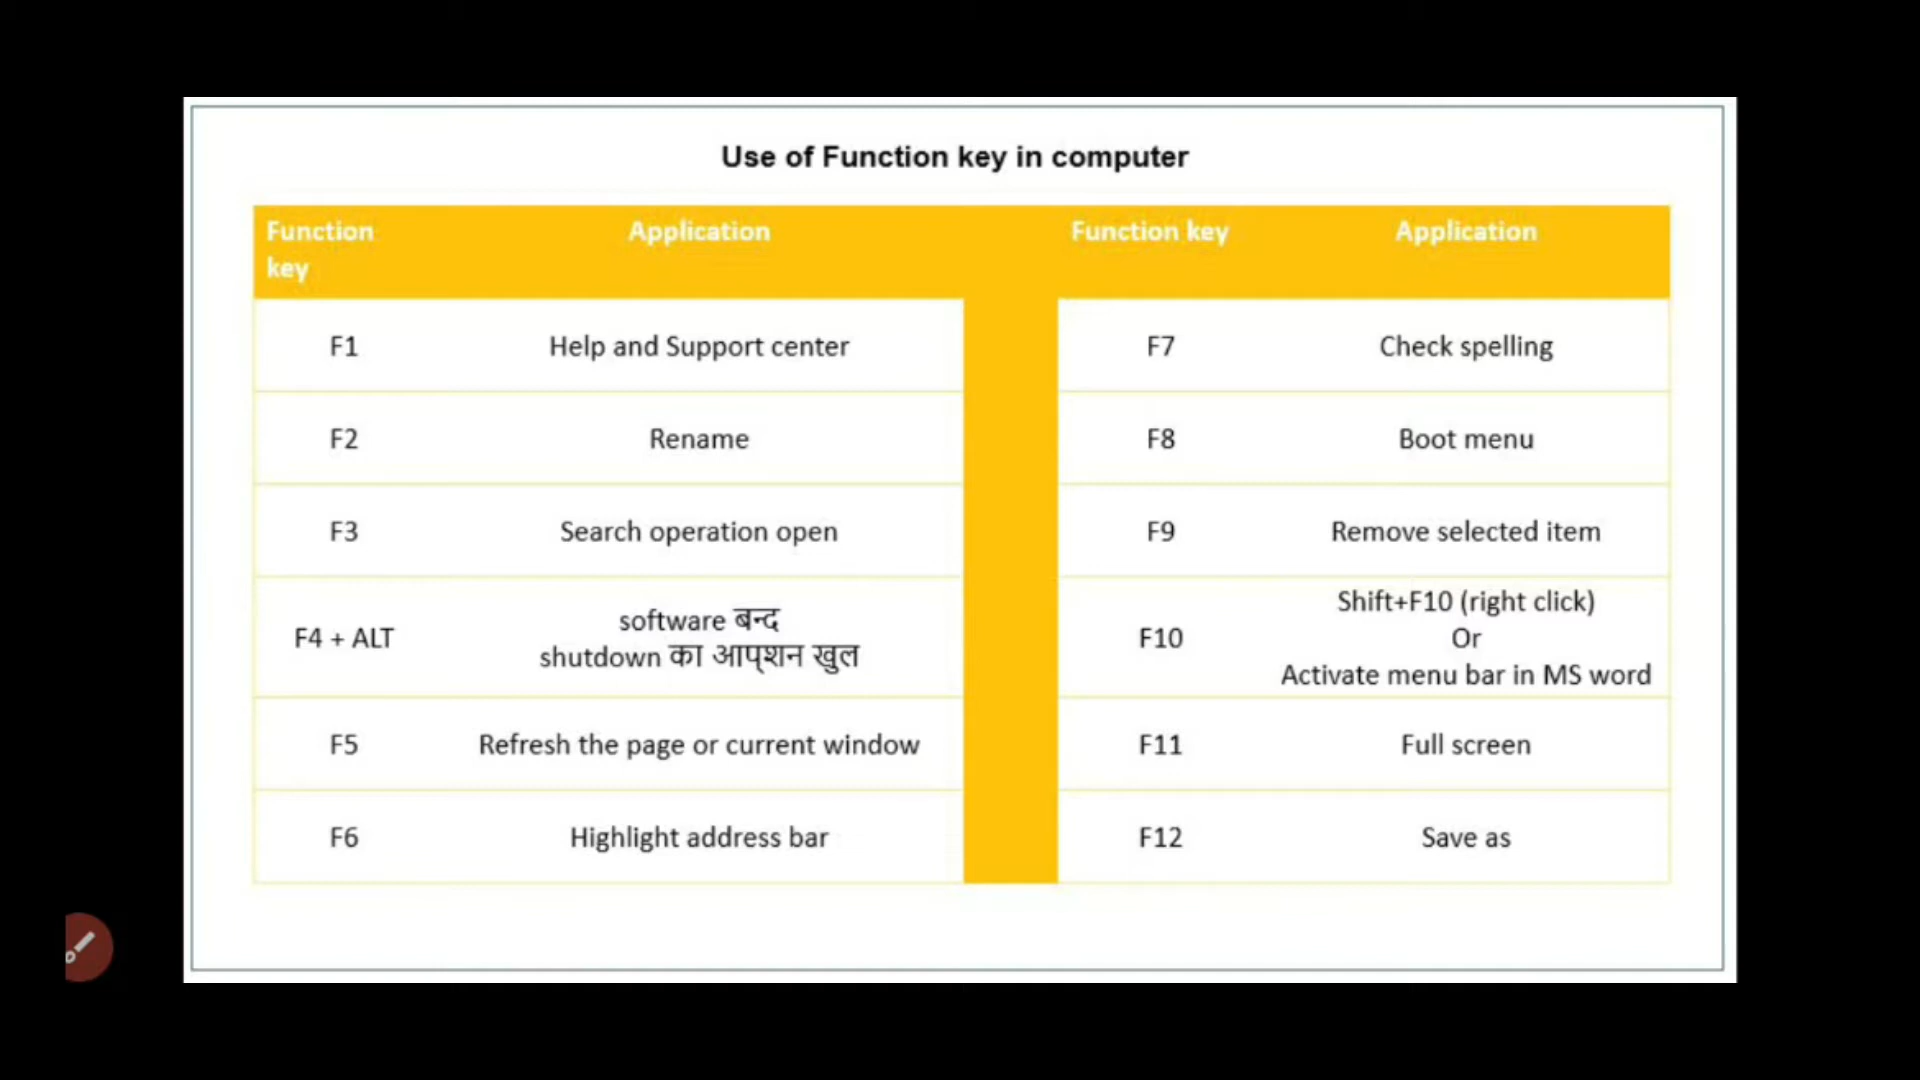 Use of Function key in computer
Function key	Application	Function key	Application
F1	Help and Support center	F7	Check spelling
F2	Rename	F8	Boot menu
F3	Search operation open	F9	Remove selected item
F4 + ALT
software बन्द
shutdown का आप्शन खुल
F10
Shift+F10 (right click)
Or
Activate menu bar in MS word
F5	Refresh the page or current window	F11	Full screen
F6	Highlight address bar	F12	Save as